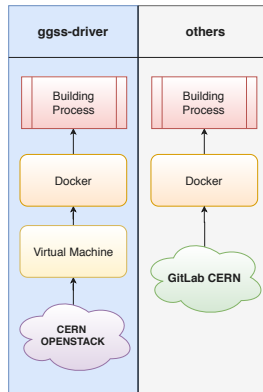 ggss-driver
Building
Process
Docker
Virtual Machine
CERN
OPENSTACK
others
Building
Process
Docker
GitLab CERN